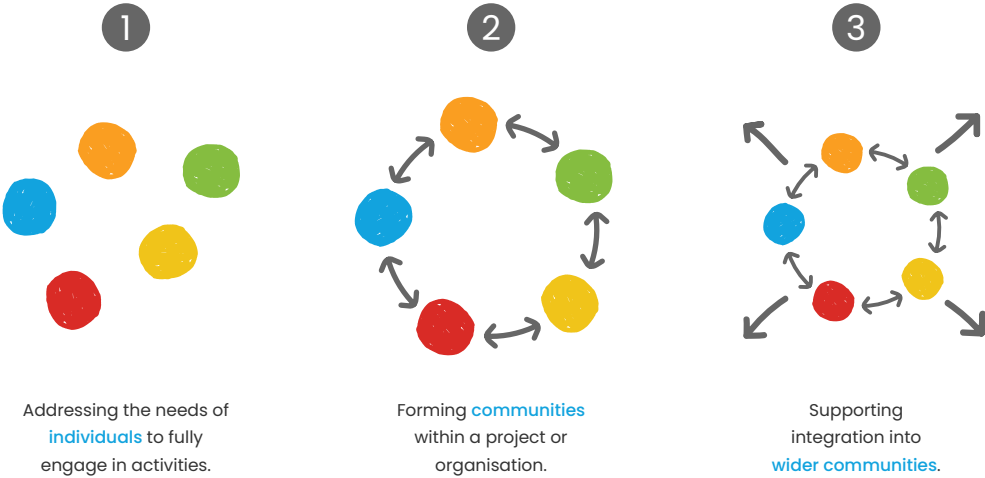 1
Addressing the needs of
individuals to fully
engage in activities.
2
Forming communities
within a project or
organisation.
3
Supporting
integration into
wider communities.